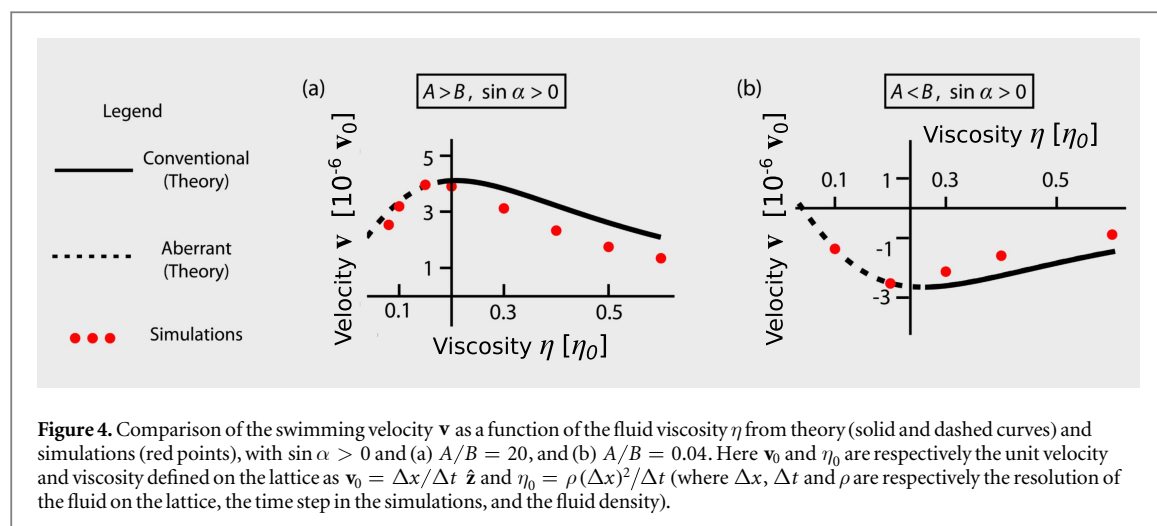 Legend
Conventional
(Theory)
Aberrant
(Theory)
Simulations
(a)
A > B, sin α > 0
Velocity v [10⁻⁶ v₀]
5
3
1
0.1
0.3
0.5
Viscosity η [η₀]
(b)
A < B, sin α > 0
Viscosity η [η₀]
Velocity v [10⁻⁶ v₀]
0.1
1
0.3
0.5
-1
-3
Figure 4. Comparison of the swimming velocity v as a function of the fluid viscosity η from theory (solid and dashed curves) and
simulations (red points), with sin α > 0 and (a) A/B = 20, and (b) A/B = 0.04. Here v₀ and η₀ are respectively the unit velocity
and viscosity defined on the lattice as v₀ = Δx/Δt ẑ and η₀ = ρ(Δx)²/Δt (where Δx, Δt and ρ are respectively the resolution of
the fluid on the lattice, the time step in the simulations, and the fluid density).